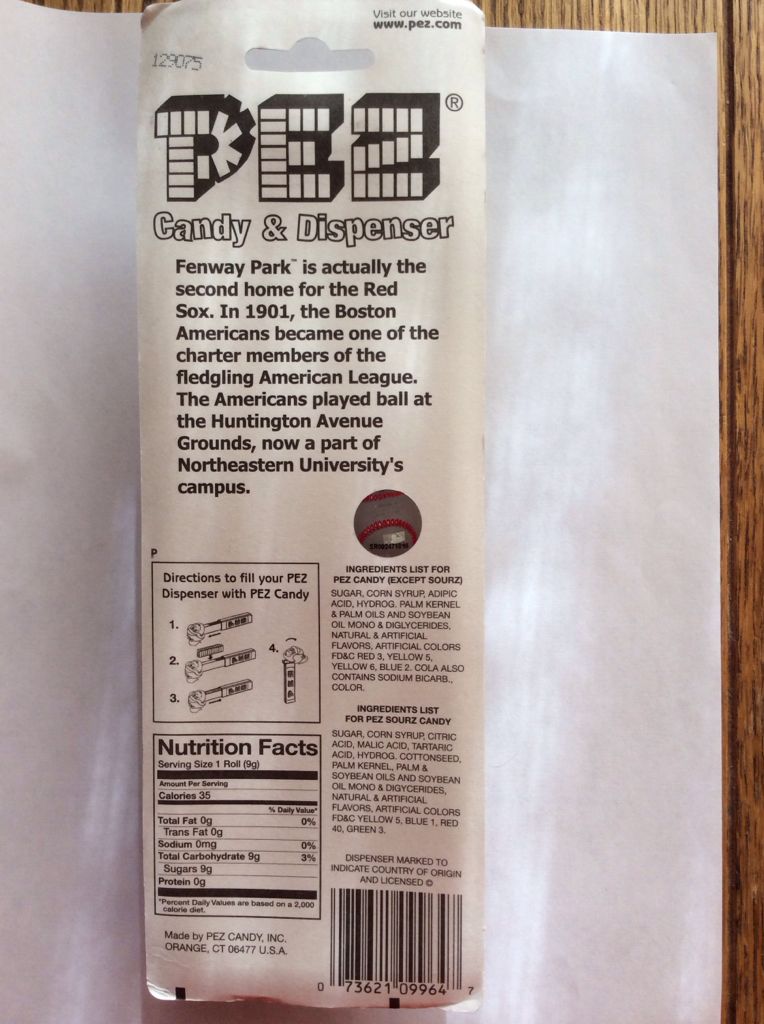 Visit our website
www.pez.com
129075
PEZ®
Candy & Dispenser
Fenway Park™ is actually the
second home for the Red
Sox. In 1901, the Boston
Americans became one of the
charter members of the
fledgling American League.
The Americans played ball at
the Huntington Avenue
Grounds, now a part of
Northeastern University's
campus.
P
Directions to fill your PEZ
Dispenser with PEZ Candy
1.
2.
3.
4.
Nutrition Facts
Serving Size 1 Roll (9g)
Amount Per Serving
Calories 35
% Daily Value*
Total Fat 0g 0%
Trans Fat 0g
Sodium 0mg 0%
Total Carbohydrate 9g 3%
Sugars 9g
Protein 0g
*Percent Daily Values are based on a 2,000
calorie diet.
Made by PEZ CANDY, INC.
ORANGE, CT 06477 U.S.A.
INGREDIENTS LIST FOR
PEZ CANDY (EXCEPT SOURZ)
SUGAR, CORN SYRUP, ADIPIC
ACID, HYDROG. PALM KERNEL
& PALM OILS AND SOYBEAN
OIL MONO & DIGLYCERIDES,
NATURAL & ARTIFICIAL
FLAVORS, ARTIFICIAL COLORS
FD&C RED 3, YELLOW 5,
YELLOW 6, BLUE 2. COLA ALSO
CONTAINS SODIUM BICARB.,
COLOR.
INGREDIENTS LIST
FOR PEZ SOURZ CANDY
SUGAR, CORN SYRUP, CITRIC
ACID, MALIC ACID, TARTARIC
ACID, HYDROG. COTTONSEED,
PALM KERNEL, PALM &
SOYBEAN OILS AND SOYBEAN
OIL MONO & DIGYCERIDES,
NATURAL & ARTIFICIAL
FLAVORS, ARTIFICIAL COLORS
FD&C YELLOW 5, BLUE 1, RED
40, GREEN 3.
DISPENSER MARKED TO
INDICATE COUNTRY OF ORIGIN
AND LICENSED ©
0 73621 09964 7